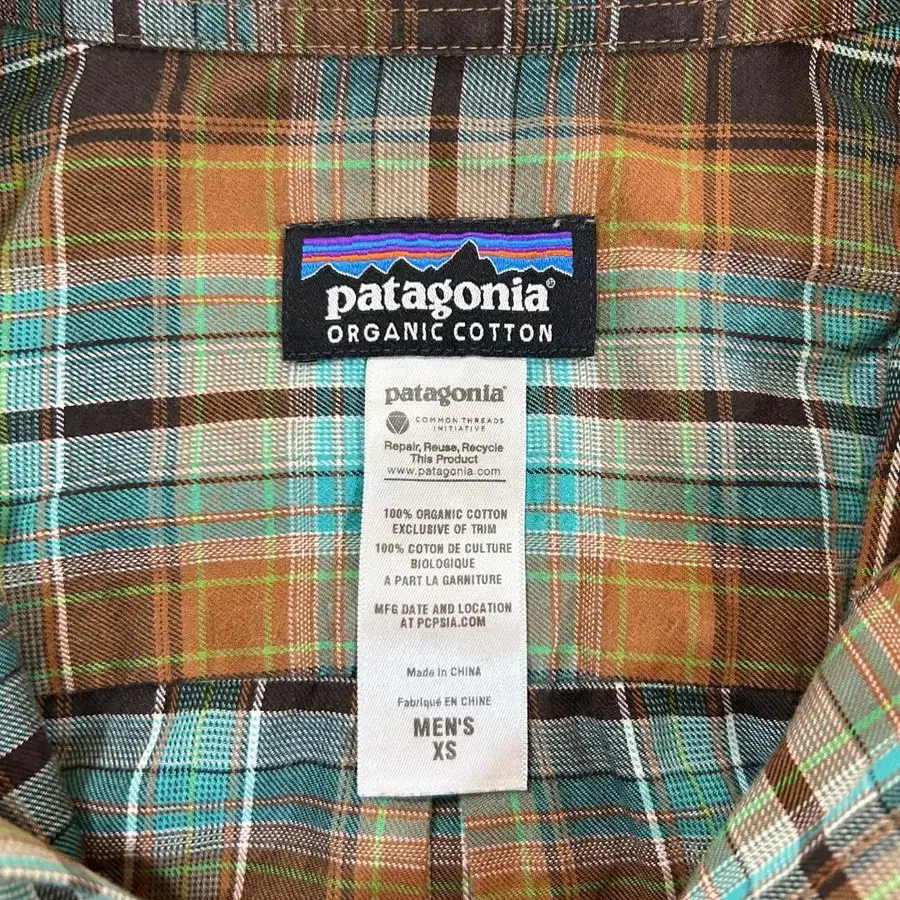 patagonia®
ORGANIC COTTON
patagonia®
COMMON THREADS
INITIATIVE
Repair, Reuse, Recycle
This Product
www.patagonia.com
100% ORGANIC COTTON
EXCLUSIVE OF TRIM
100% COTON DE CULTURE
BIOLOGIQUE
A PART LA GARNITURE
MFG DATE AND LOCATION
AT PCPSIA.COM
Made in CHINA
Fabriqué EN CHINE
MEN'S
XS